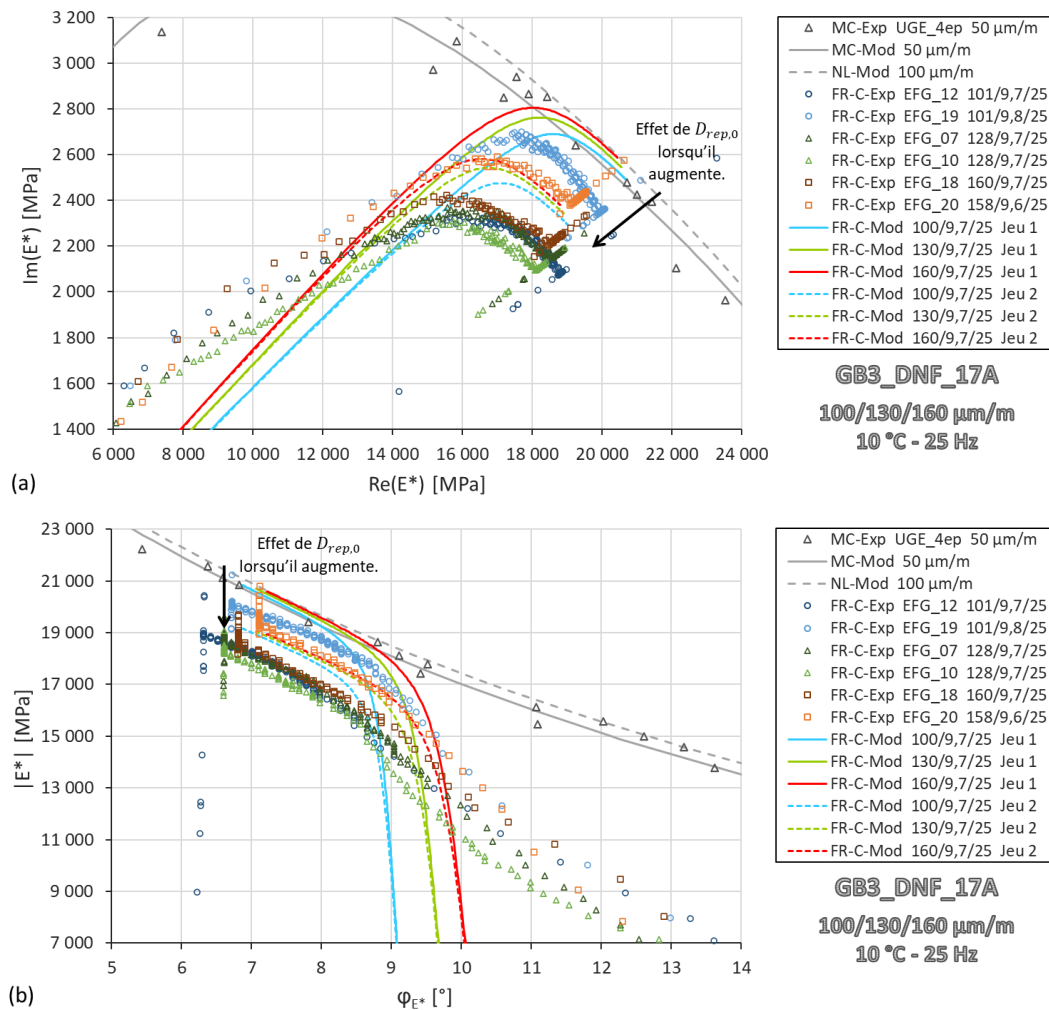 3 200
3 000
2 800
2 600
2 400
2 200
2 000
1 800
1 600
1 400
Im(E*) [MPa]
6 000 8 000 10 000 12 000 14 000 16 000 18 000 20 000 22 000 24 000
Re(E*) [MPa]
(a)
Effet de D_rep,0
lorsqu'il
augmente.
MC-Exp UGE_4ep 50 µm/m
MC-Mod 50 µm/m
NL-Mod 100 µm/m
FR-C-Exp EFG_12 101/9,7/25
FR-C-Exp EFG_19 101/9,8/25
FR-C-Exp EFG_07 128/9,7/25
FR-C-Exp EFG_10 128/9,7/25
FR-C-Exp EFG_18 160/9,7/25
FR-C-Exp EFG_20 158/9,6/25
FR-C-Mod 100/9,7/25 Jeu 1
FR-C-Mod 130/9,7/25 Jeu 1
FR-C-Mod 160/9,7/25 Jeu 1
FR-C-Mod 100/9,7/25 Jeu 2
FR-C-Mod 130/9,7/25 Jeu 2
FR-C-Mod 160/9,7/25 Jeu 2
GB3_DNF_17A
100/130/160 µm/m
10 °C - 25 Hz
23 000
21 000
19 000
17 000
15 000
13 000
11 000
9 000
7 000
|E*| [MPa]
5 6 7 8 9 10 11 12 13 14
φE* [°]
(b)
Effet de D_rep,0
lorsqu'il augmente.
MC-Exp UGE_4ep 50 µm/m
MC-Mod 50 µm/m
NL-Mod 100 µm/m
FR-C-Exp EFG_12 101/9,7/25
FR-C-Exp EFG_19 101/9,8/25
FR-C-Exp EFG_07 128/9,7/25
FR-C-Exp EFG_10 128/9,7/25
FR-C-Exp EFG_18 160/9,7/25
FR-C-Exp EFG_20 158/9,6/25
FR-C-Mod 100/9,7/25 Jeu 1
FR-C-Mod 130/9,7/25 Jeu 1
FR-C-Mod 160/9,7/25 Jeu 1
FR-C-Mod 100/9,7/25 Jeu 2
FR-C-Mod 130/9,7/25 Jeu 2
FR-C-Mod 160/9,7/25 Jeu 2
GB3_DNF_17A
100/130/160 µm/m
10 °C - 25 Hz